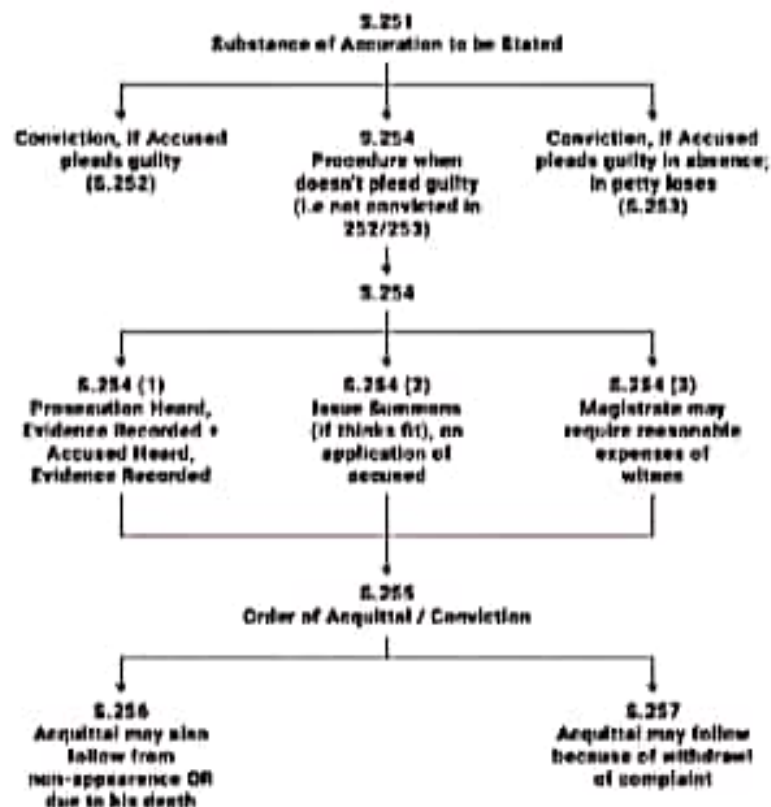 S.251
Substance of Accuration to be Stated
Conviction, if Accused
pleads guilty
(S.252)
S.254
Procedure when
doesn't plead guilty
(i.e not convicted in
252/253)
Conviction, if Accused
pleads guilty in absence;
in petty loses
(S.253)
S.254
S.254 (1)
Prosecution Heard,
Evidence Recorded +
Accused Heard,
Evidence Recorded
S.254 (2)
Issue Summons
(if thinks fit), on
application of
accused
S.254 (3)
Magistrate may
require reasonable
expenses of
witness
S.255
Order of Acquittal / Conviction
S.256
Acquittal may also
follow from
non-appearance OR
due to his death
S.257
Acquittal may follow
because of withdrawl
of complaint